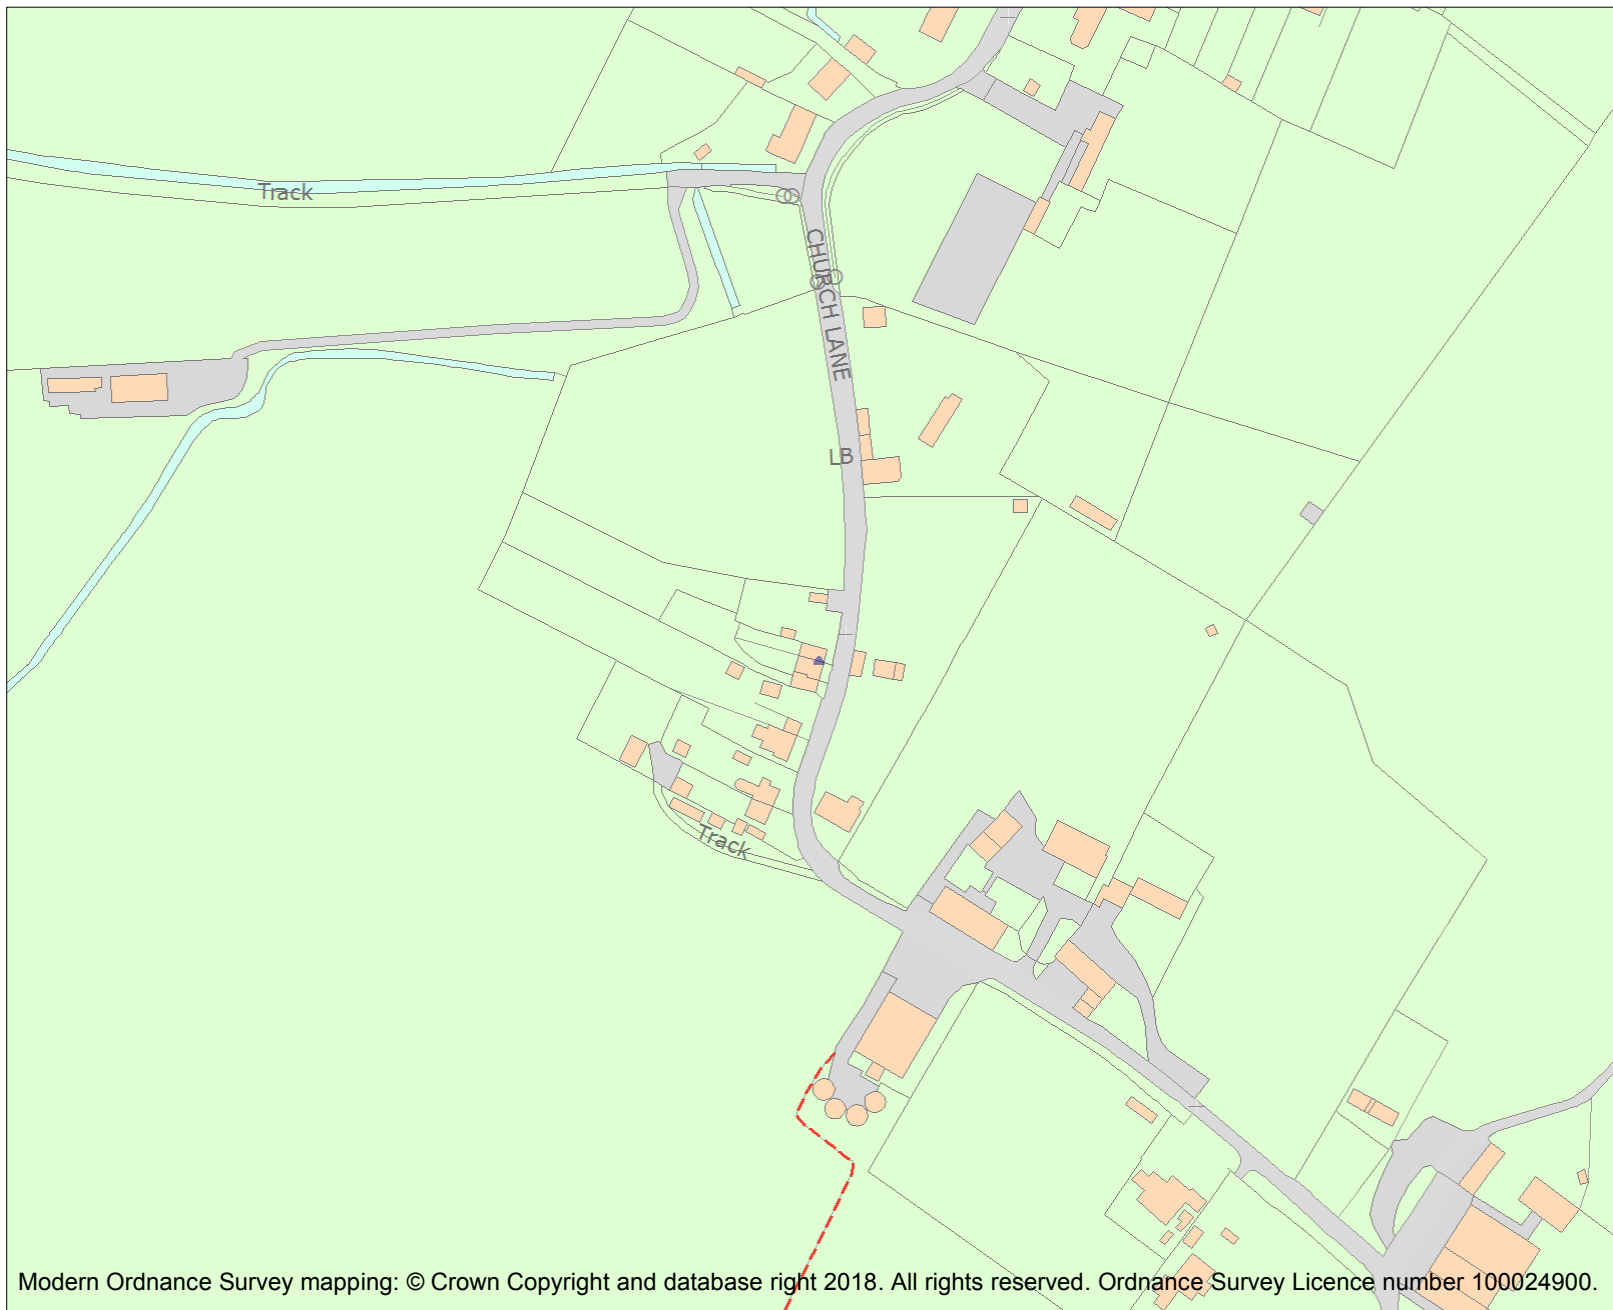 Track
CHURCH LANE
LB
Track
Modern Ordnance Survey mapping: © Crown Copyright and database right 2018. All rights reserved. Ordnance Survey Licence number 100024900.